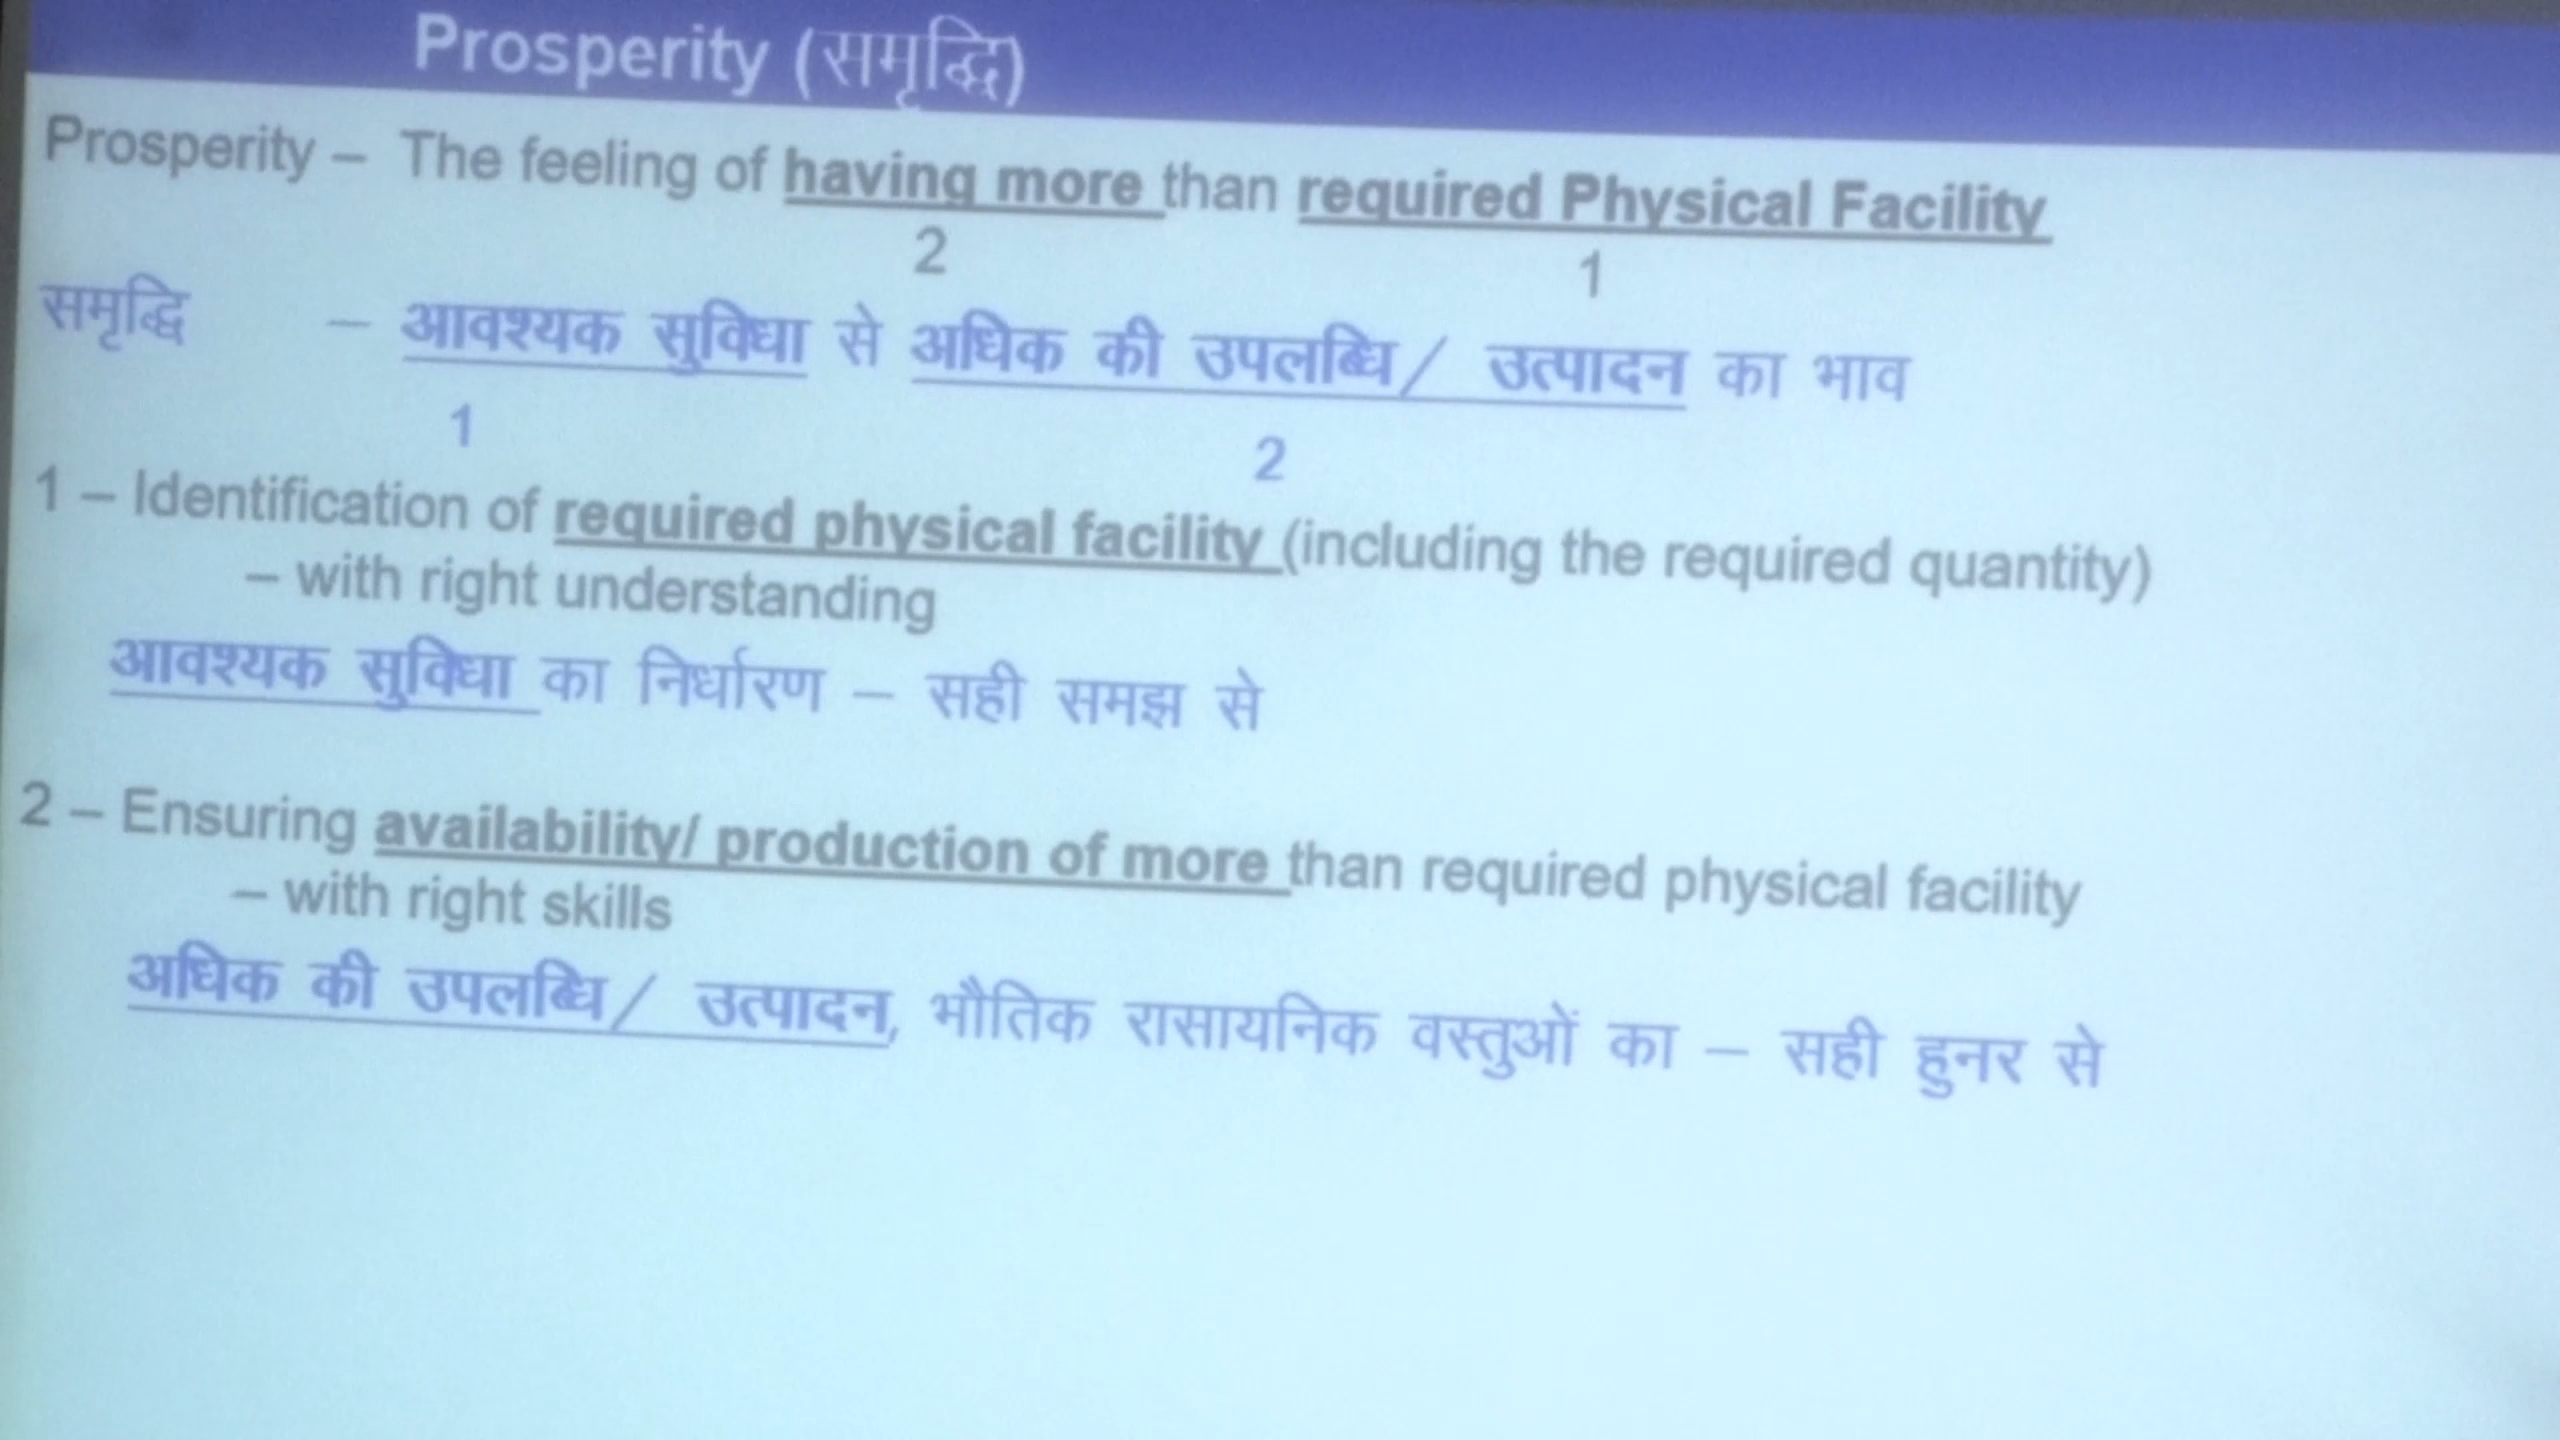 Prosperity (समृद्धि)
Prosperity – The feeling of having more than required Physical Facility
2 1
समृद्धि – आवश्यक सुविधा से अधिक की उपलब्धि/ उत्पादन का भाव
1 2
1 – Identification of required physical facility (including the required quantity)
– with right understanding
आवश्यक सुविधा का निर्धारण – सही समझ से
2 – Ensuring availability/ production of more than required physical facility
– with right skills
अधिक की उपलब्धि/ उत्पादन, भौतिक रासायनिक वस्तुओं का – सही हुनर से